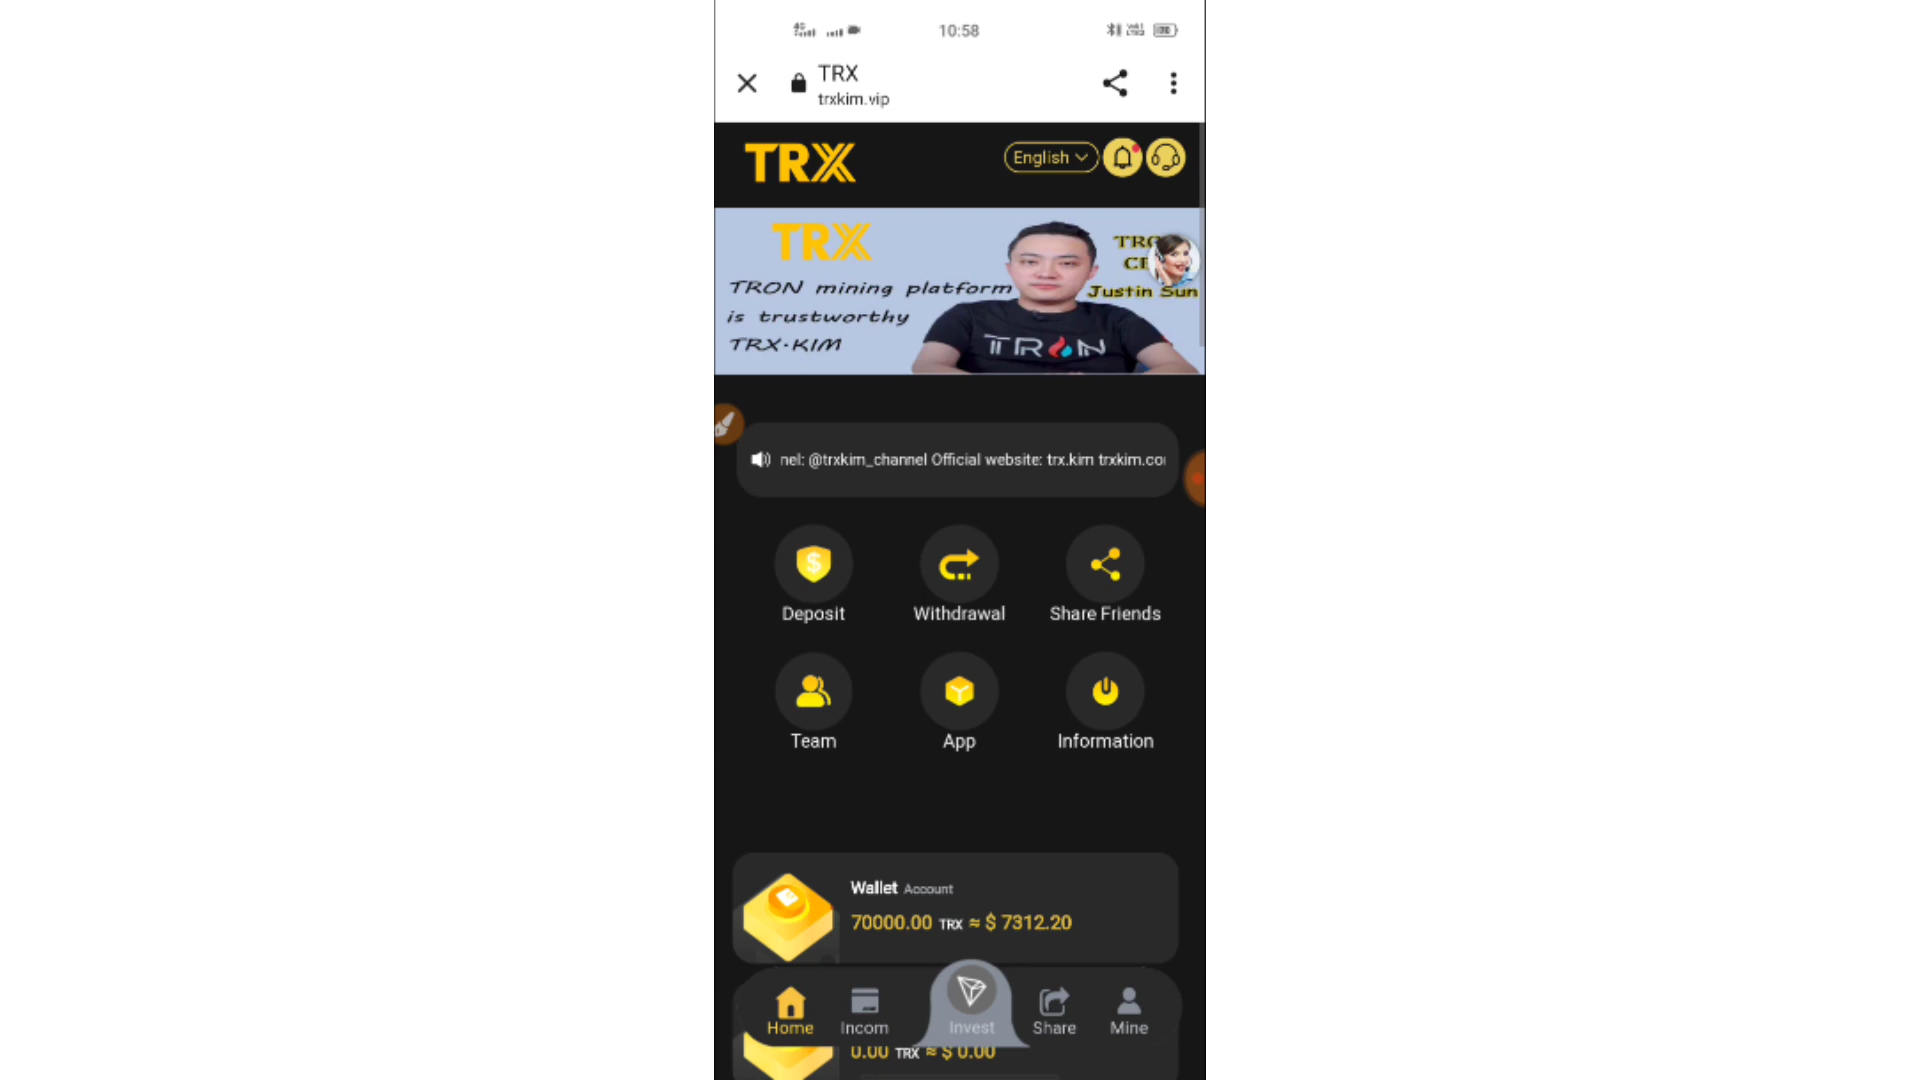 10:58
TRX
trxkim.vip
TRX
English
TRX
TRON mining platform
is trustworthy
TRX·KIM
Justin Sun
TRON
nel: @trxkim_channel Official website: trx.kim trxkim.co
Deposit
Withdrawal
Share Friends
Team
App
Information
Wallet Account
70000.00 TRX ≈ $ 7312.20
Home
Incom
Invest
Share
Mine
0.00 TRX ≈ $ 0.00